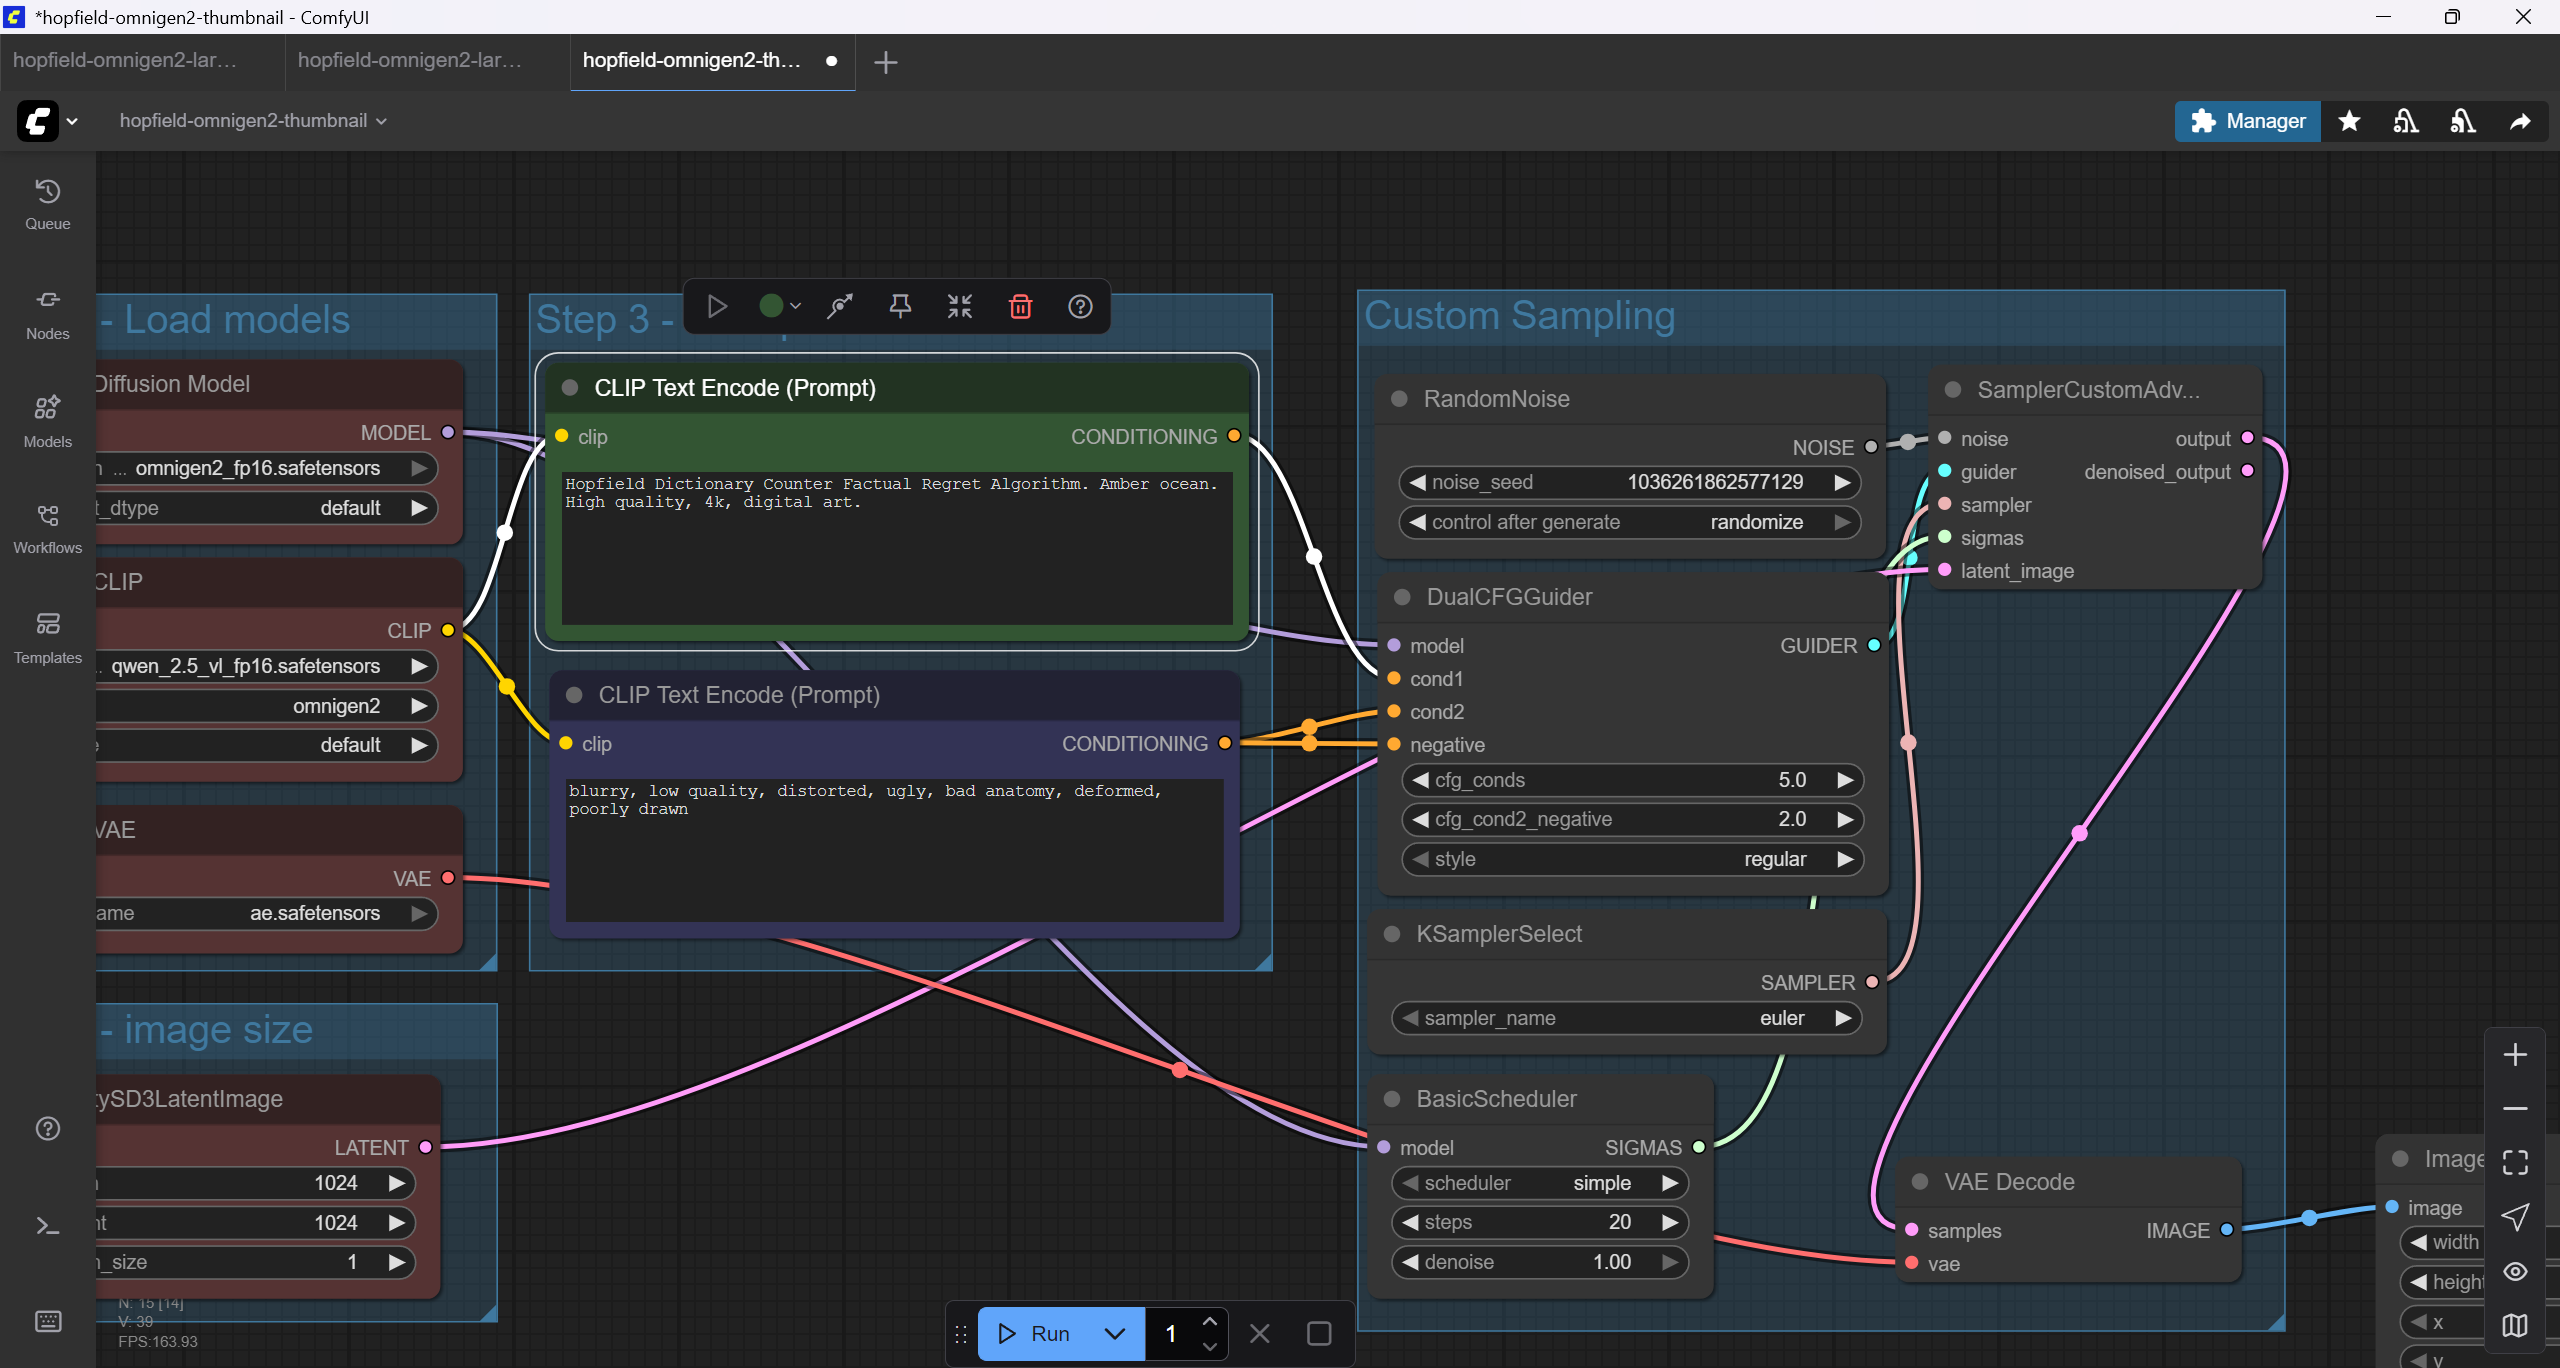 *hopfield-omnigen2-thumbnail - ComfyUI
hopfield-omnigen2-lar...
hopfield-omnigen2-lar...
hopfield-omnigen2-th...
hopfield-omnigen2-thumbnail
Manager
Queue
Nodes
Models
Workflows
Templates
- Load models
Diffusion Model
MODEL
... omnigen2_fp16.safetensors
t_dtype default
CLIP
CLIP
qwen_2.5_vl_fp16.safetensors
omnigen2
default
VAE
VAE
ame ae.safetensors
- image size
tySD3LatentImage
LATENT
1024
nt 1024
_size 1
N: 15 [14]
V: 39
FPS:163.93
Step 3 -
CLIP Text Encode (Prompt)
clip CONDITIONING
Hopfield Dictionary Counter Factual Regret Algorithm. Amber ocean.
High quality, 4k, digital art.
CLIP Text Encode (Prompt)
clip CONDITIONING
blurry, low quality, distorted, ugly, bad anatomy, deformed,
poorly drawn
Custom Sampling
RandomNoise
NOISE
noise_seed 1036261862577129
control after generate randomize
DualCFGGuider
model GUIDER
cond1
cond2
negative
cfg_conds 5.0
cfg_cond2_negative 2.0
style regular
KSamplerSelect
SAMPLER
sampler_name euler
BasicScheduler
model SIGMAS
scheduler simple
steps 20
denoise 1.00
SamplerCustomAdv...
noise output
guider denoised_output
sampler
sigmas
latent_image
VAE Decode
samples IMAGE
vae
Image
image
width
height
x
y
Run 1